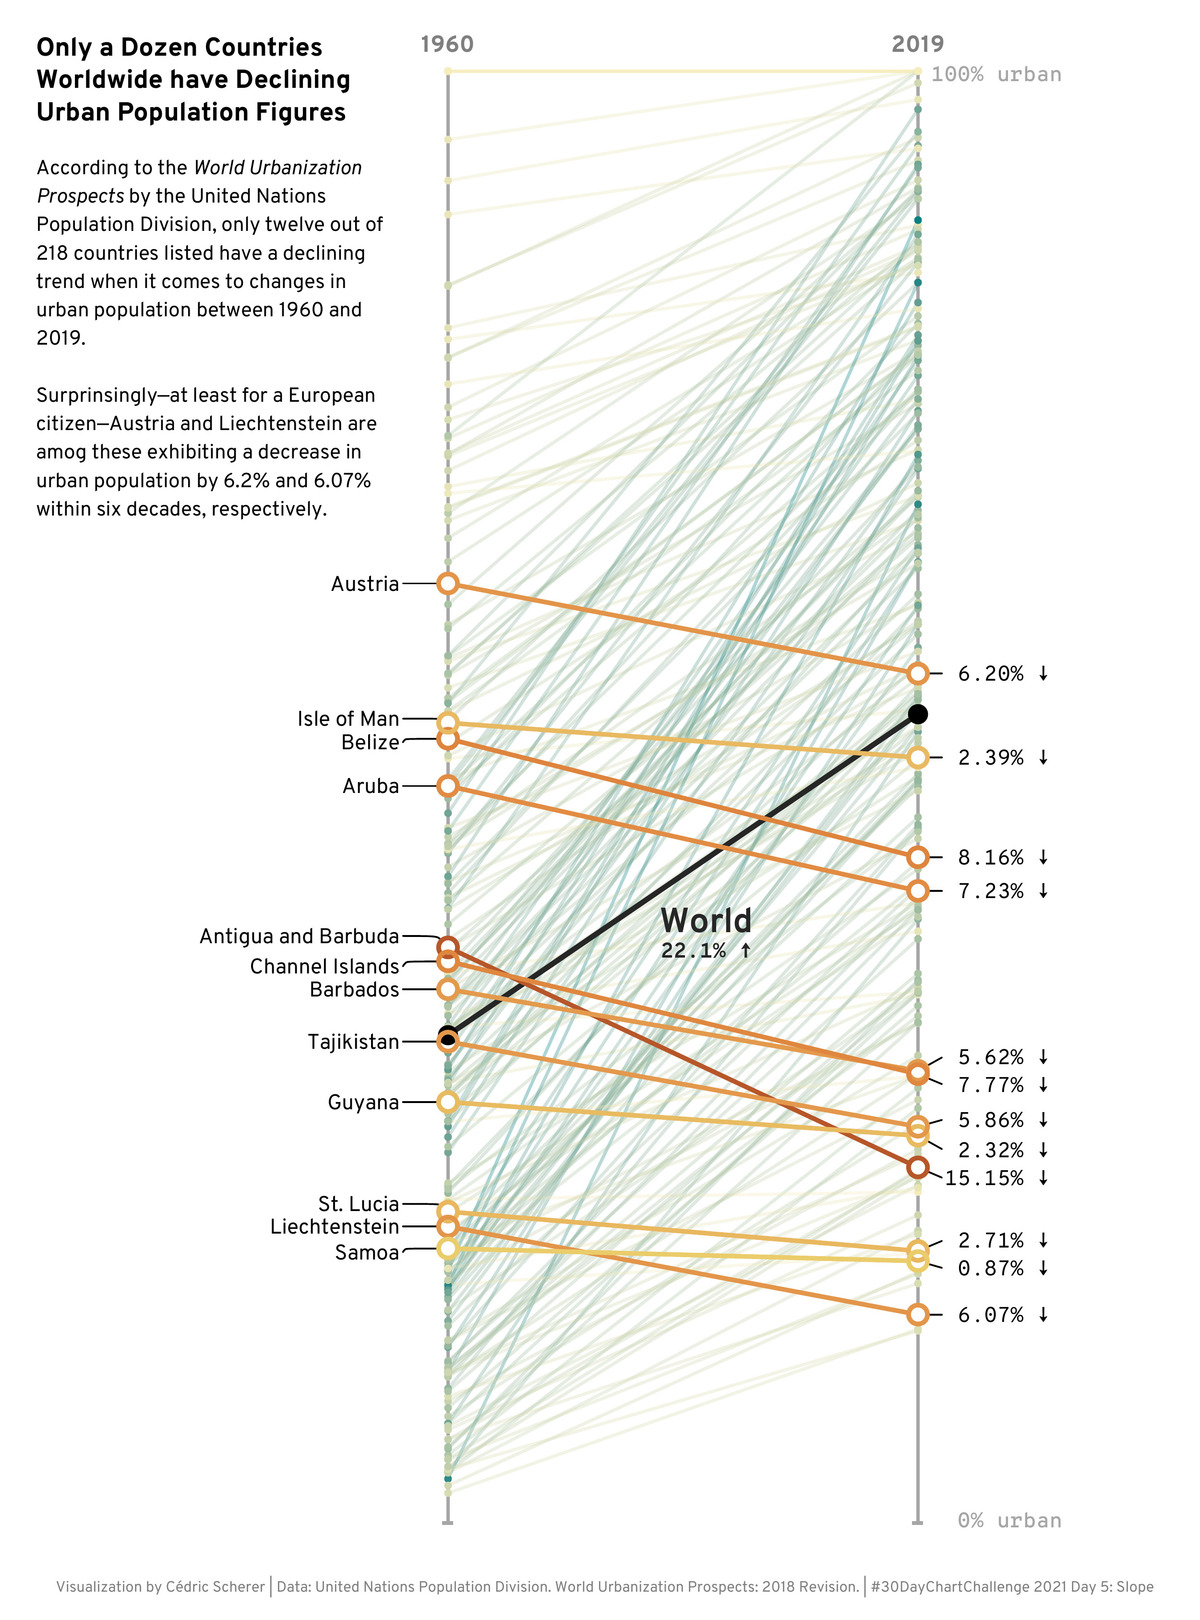 Only a Dozen Countries
Worldwide have Declining
Urban Population Figures
According to the World Urbanization
Prospects by the United Nations
Population Division, only twelve out of
218 countries listed have a declining
trend when it comes to changes in
urban population between 1960 and
2019.
Surprinsingly—at least for a European
citizen—Austria and Liechtenstein are
amog these exhibiting a decrease in
urban population by 6.2% and 6.07%
within six decades, respectively.
1960
2019
100% urban
Austria
6.20% ↓
Isle of Man
Belize
2.39% ↓
Aruba
8.16% ↓
7.23% ↓
World
22.1% ↑
Antigua and Barbuda
Channel Islands
Barbados
Tajikistan
5.62% ↓
7.77% ↓
Guyana
5.86% ↓
2.32% ↓
15.15% ↓
St. Lucia
Liechtenstein
Samoa
2.71% ↓
0.87% ↓
6.07% ↓
0% urban
Visualization by Cédric Scherer | Data: United Nations Population Division. World Urbanization Prospects: 2018 Revision. | #30DayChartChallenge 2021 Day 5: Slope